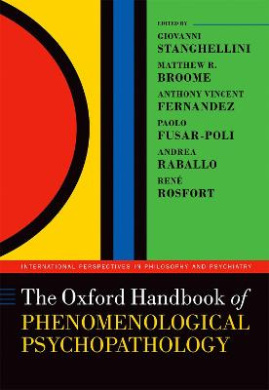 EDITED BY
GIOVANNI
STANGHELLINI
MATTHEW R.
BROOME
ANTHONY VINCENT
FERNANDEZ
PAOLO
FUSAR-POLI
ANDREA
RABALLO
RENÉ
ROSFORT
INTERNATIONAL PERSPECTIVES IN PHILOSOPHY AND PSYCHIATRY
The Oxford Handbook of
PHENOMENOLOGICAL
PSYCHOPATHOLOGY